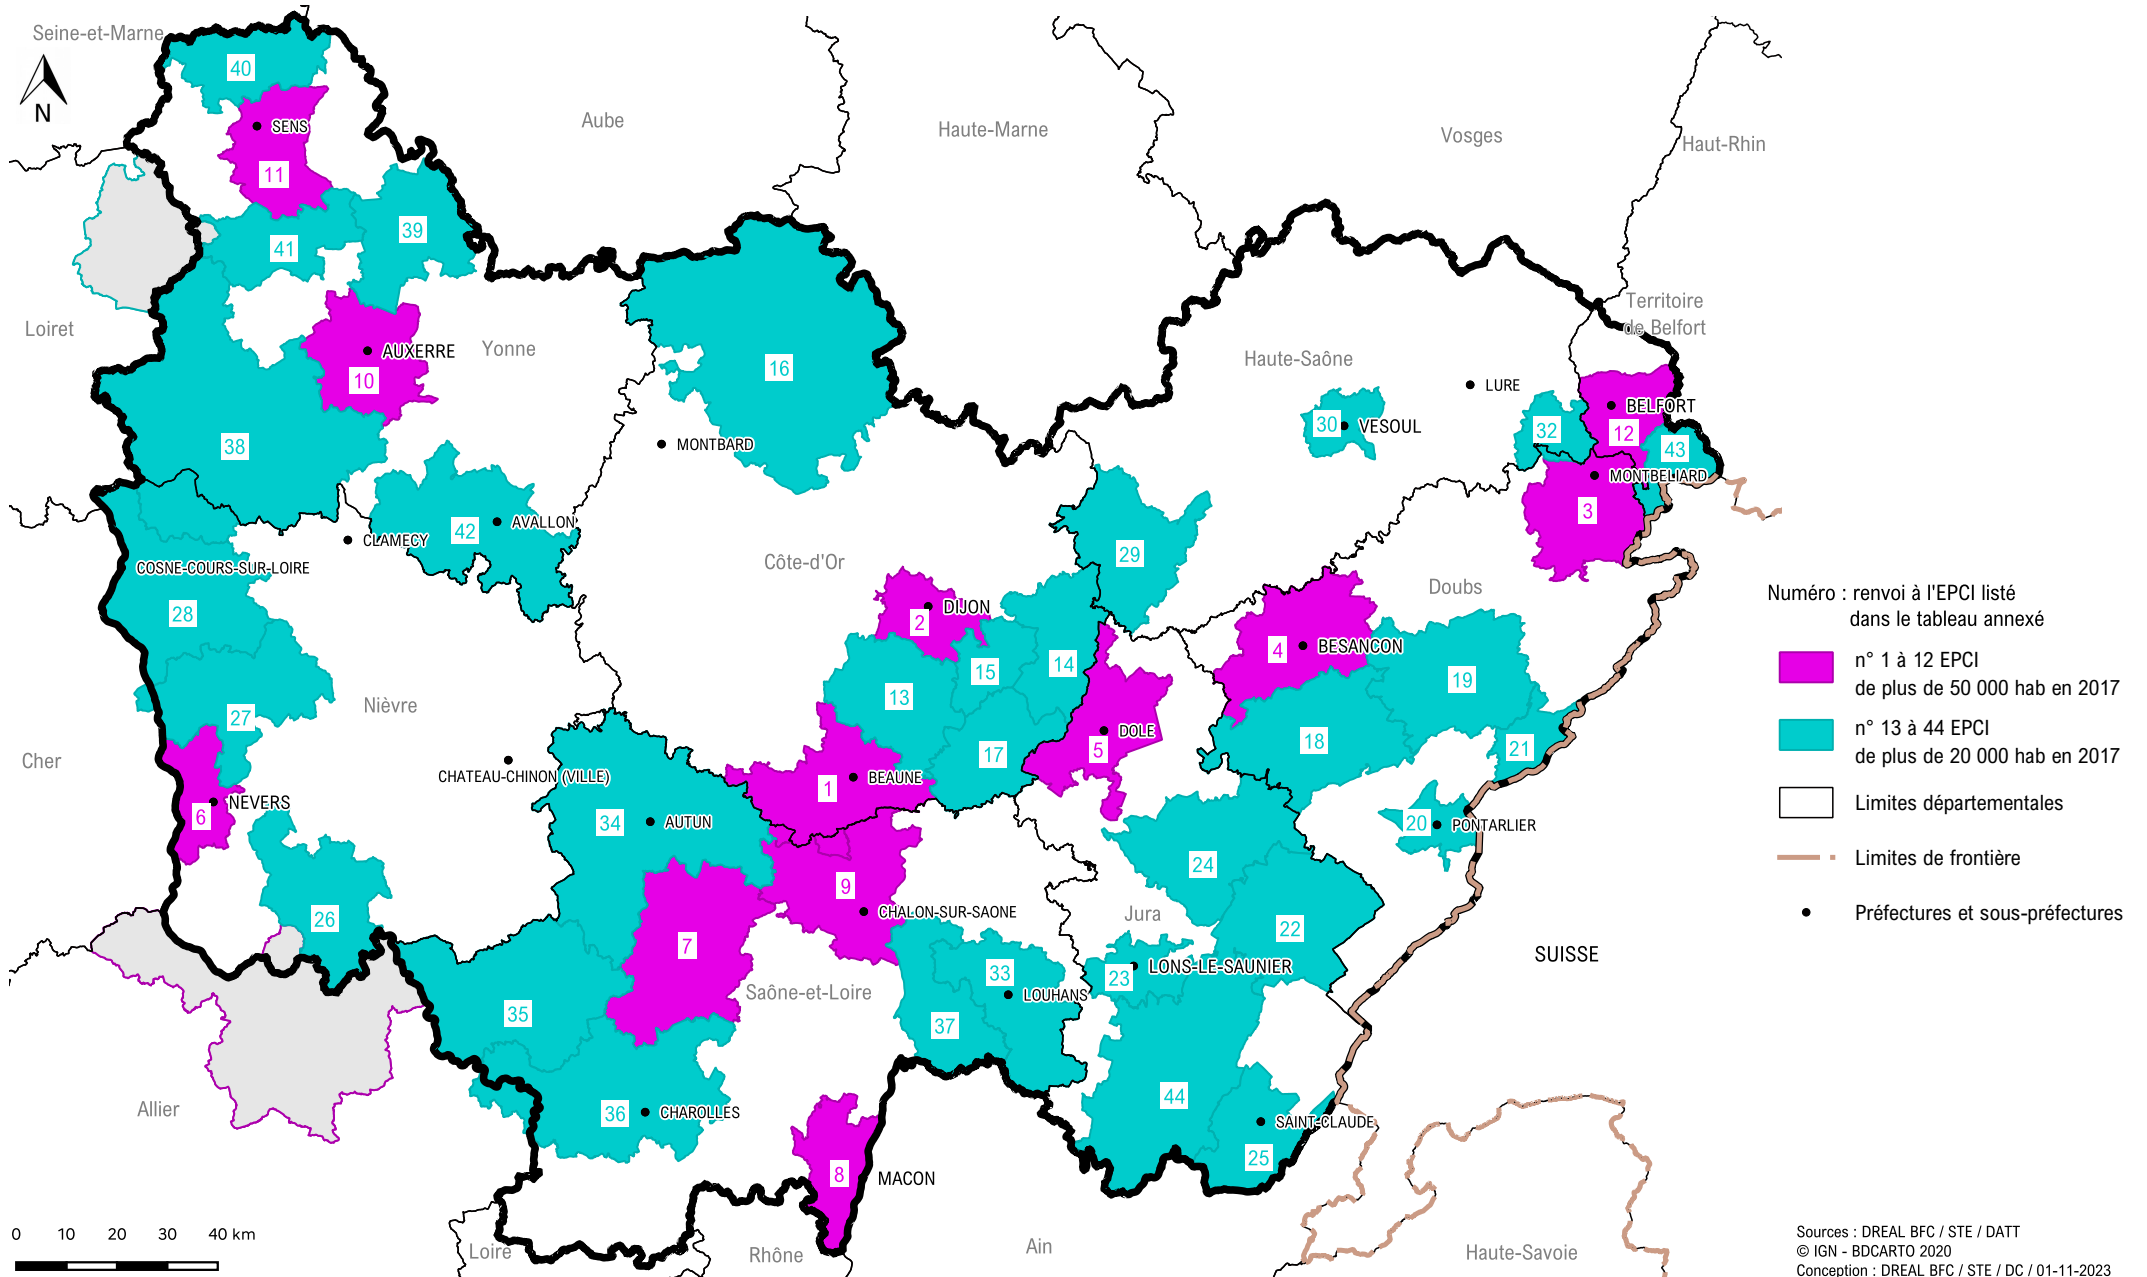 Seine-et-Marne
40
N
SENS
11
Aube
Haute-Marne
Vosges
Haut-Rhin
39
41
Territoire
de Belfort
Loiret
AUXERRE
Yonne
10
16
Haute-Saône
LURE
BELFORT
30
VESOUL
32
12
43
38
MONTBARD
MONTBELIARD
3
42
AVALLON
CLAMECY
29
COSNE-COURS-SUR-LOIRE
Côte-d'Or
Doubs
28
2
DIJON
4
BESANCON
14
15
13
19
27
Nièvre
5
DOLE
18
21
17
Cher
CHATEAU-CHINON (VILLE)
1
BEAUNE
6
NEVERS
34
AUTUN
20
PONTARLIER
24
9
CHALON-SUR-SAONE
Jura
26
7
22
SUISSE
23
LONS-LE-SAUNIER
33
LOUHANS
Saône-et-Loire
35
37
44
Allier
36
CHAROLLES
SAINT-CLAUDE
25
8
MACON
Loire
Rhône
Ain
Haute-Savoie
0 10 20 30 40 km
Numéro : renvoi à l'EPCI listé
dans le tableau annexé
n° 1 à 12 EPCI
de plus de 50 000 hab en 2017
n° 13 à 44 EPCI
de plus de 20 000 hab en 2017
Limites départementales
Limites de frontière
Préfectures et sous-préfectures
Sources : DREAL BFC / STE / DATT
© IGN - BDCARTO 2020
Conception : DREAL BFC / STE / DC / 01-11-2023